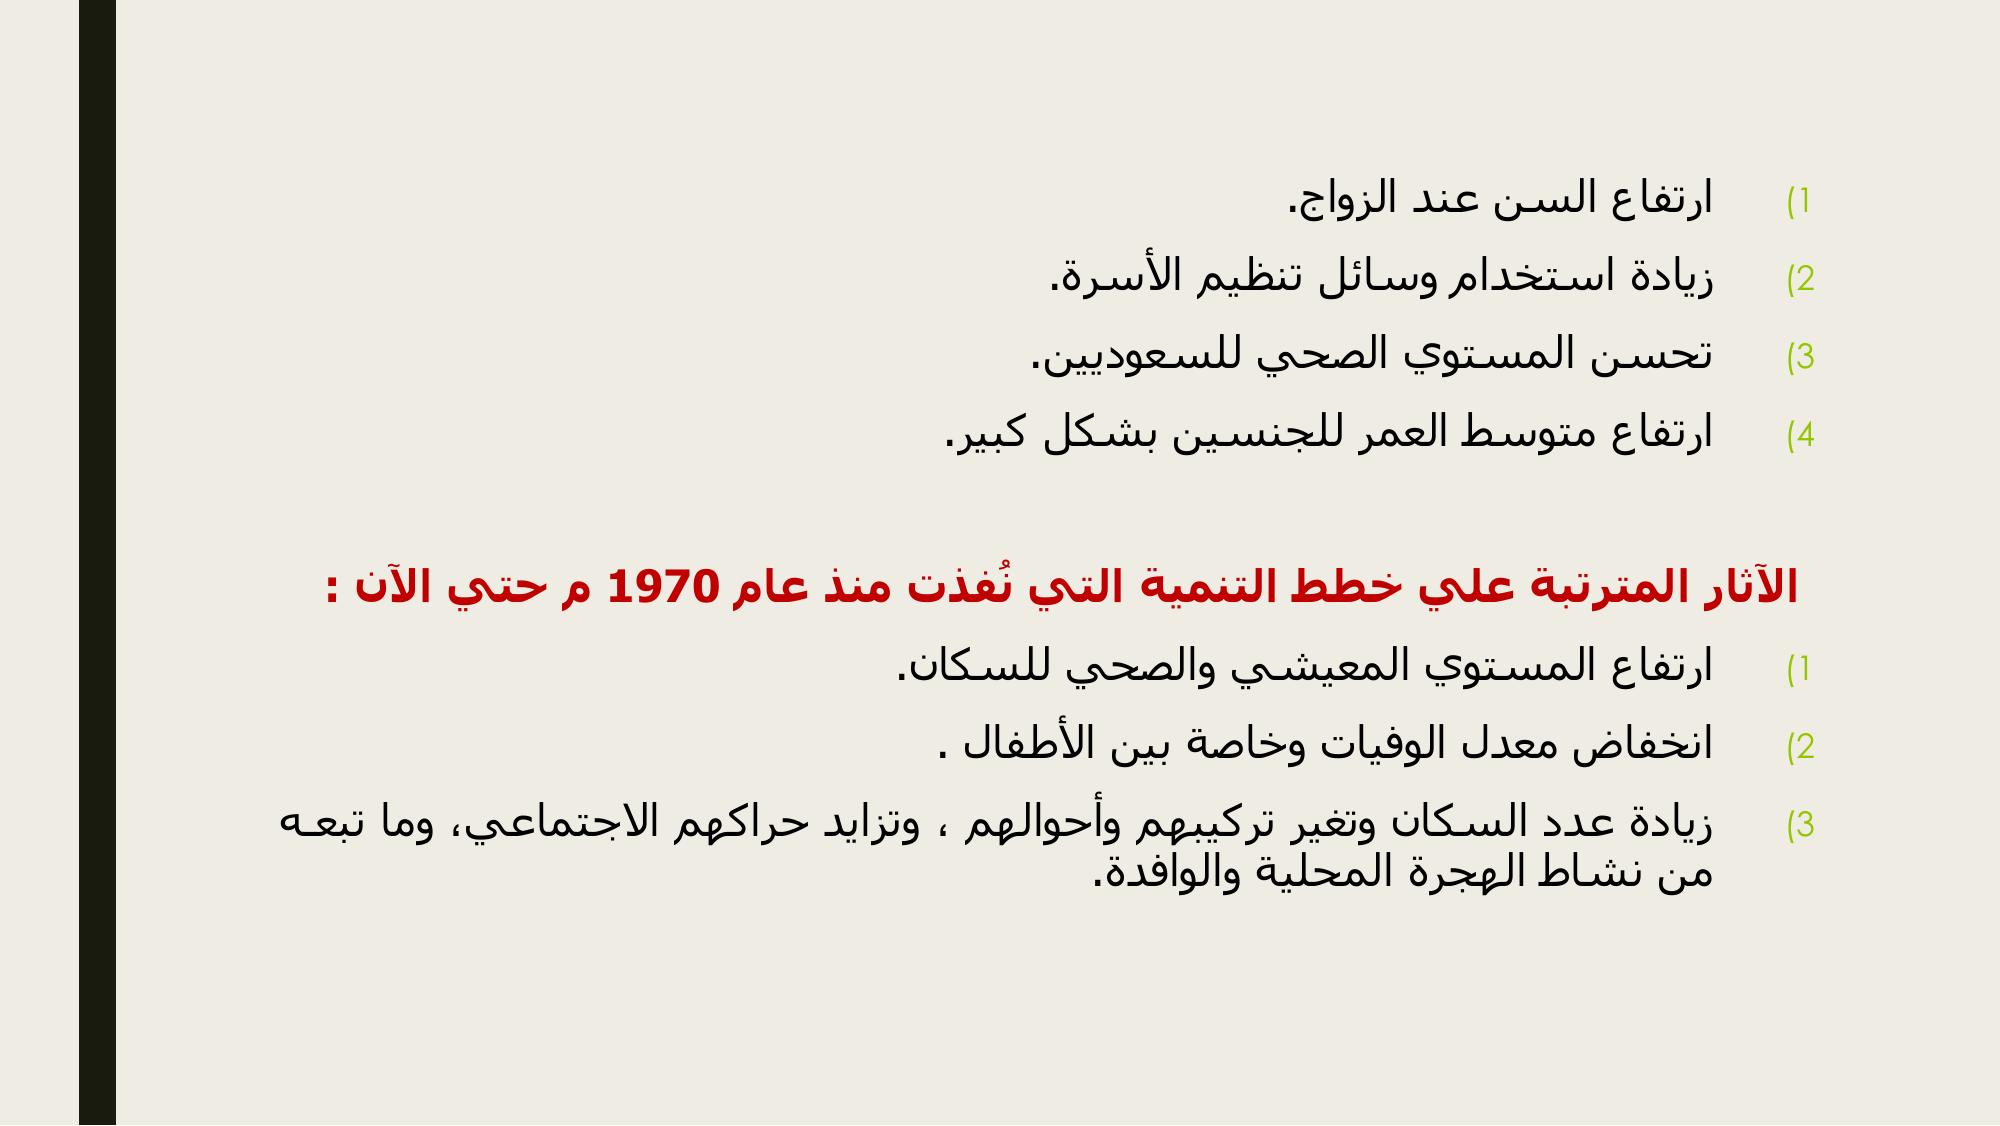 1) ارتفاع السن عند الزواج.
2) زيادة استخدام وسائل تنظيم الأسرة.
3) تحسن المستوي الصحي للسعوديين.
4) ارتفاع متوسط العمر للجنسين بشكل كبير.
الآثار المترتبة علي خطط التنمية التي نُفذت منذ عام 1970 م حتي الآن :
1) ارتفاع المستوي المعيشي والصحي للسكان.
2) انخفاض معدل الوفيات وخاصة بين الأطفال .
3) زيادة عدد السكان وتغير تركيبهم وأحوالهم ، وتزايد حراكهم الاجتماعي، وما تبعه
من نشاط الهجرة المحلية والوافدة.